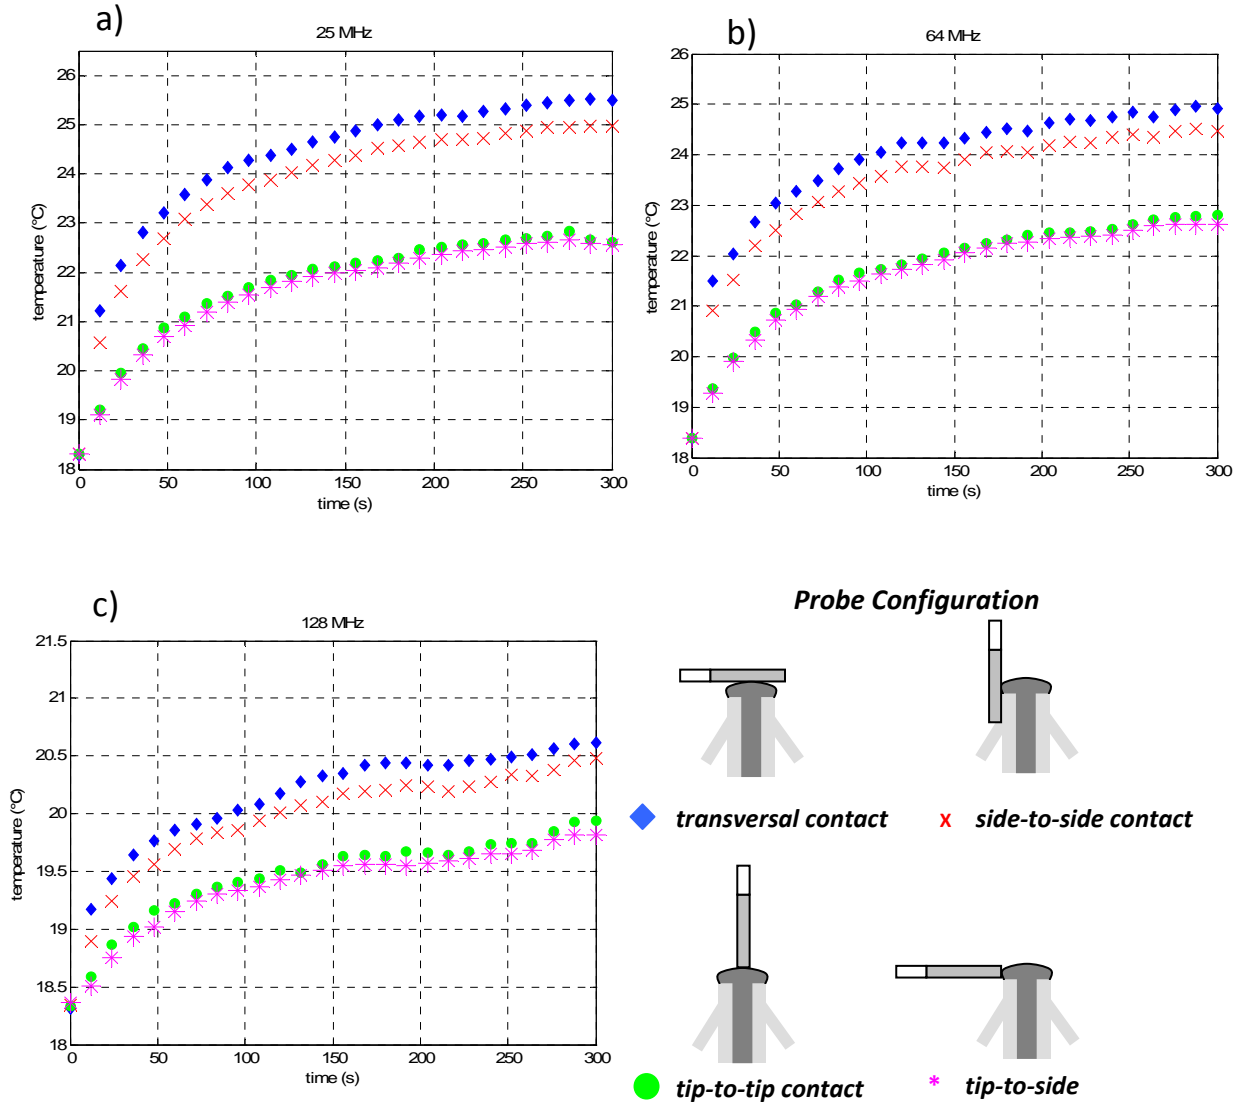 a)
25 MHz
26
25
24
23
22
21
20
19
18
temperature (°C)
0
50
100
150
200
250
300
time (s)
b)
64 MHz
26
25
24
23
22
21
20
19
18
temperature (°C)
0
50
100
150
200
250
300
time (s)
c)
128 MHz
21.5
21
20.5
20
19.5
19
18.5
18
temperature (°C)
0
50
100
150
200
250
300
time (s)
Probe Configuration
transversal contact
x side-to-side contact
tip-to-tip contact
* tip-to-side